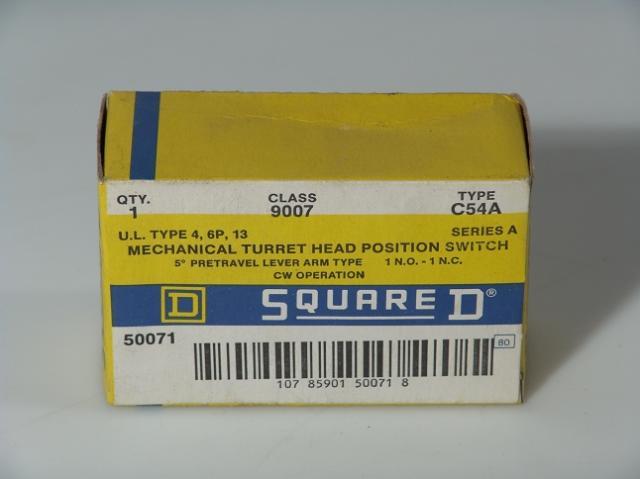 QTY. CLASS TYPE
1 9007 C54A
U.L. TYPE 4, 6P, 13 SERIES A
MECHANICAL TURRET HEAD POSITION SWITCH
5° PRETRAVEL LEVER ARM TYPE 1 N.O. - 1 N.C.
CW OPERATION
D SQUARE D®
50071 80
107 85901 50071 8